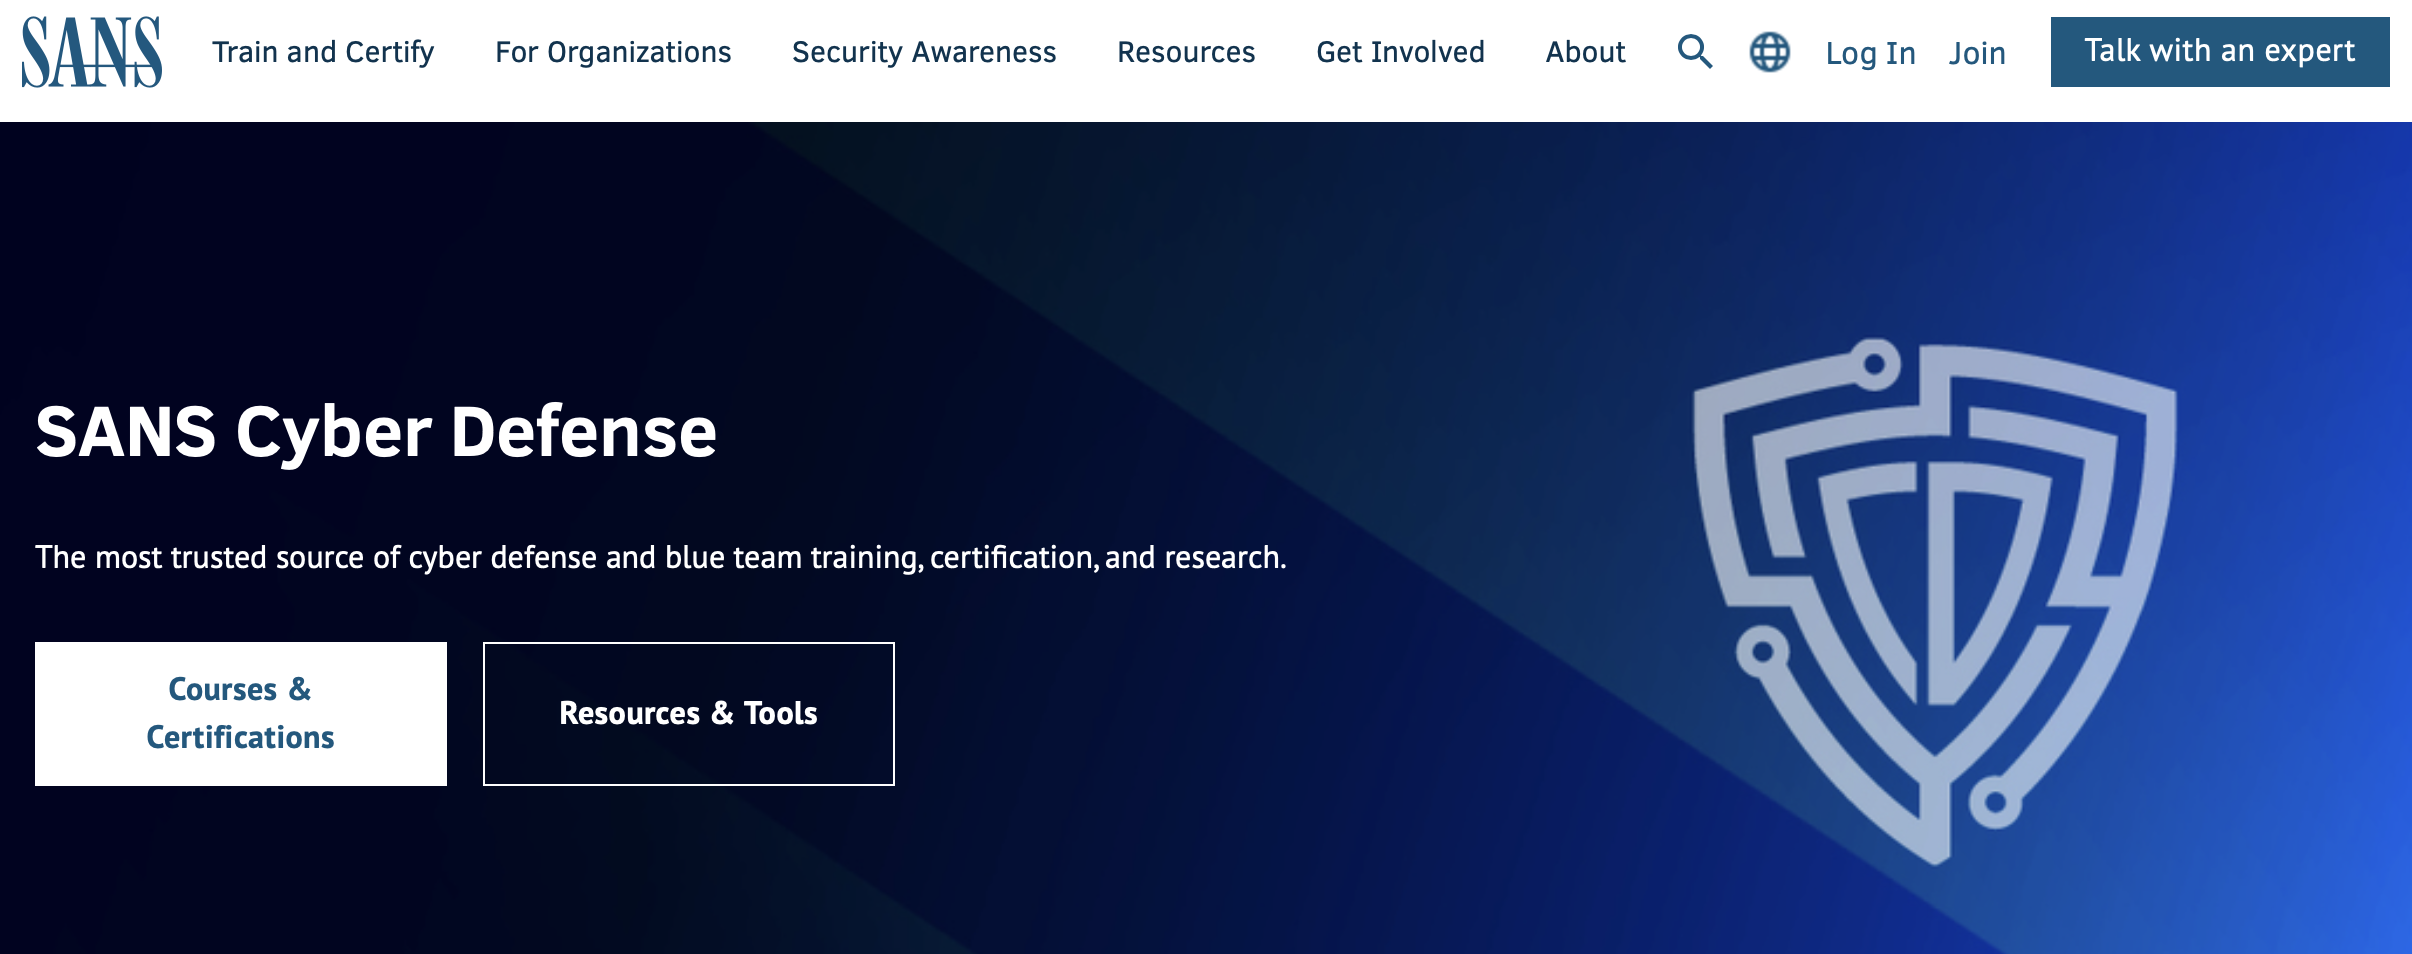 SANS
Train and Certify
For Organizations
Security Awareness
Resources
Get Involved
About
Log In
Join
Talk with an expert
SANS Cyber Defense
The most trusted source of cyber defense and blue team training, certification, and research.
Courses &
Certifications
Resources & Tools